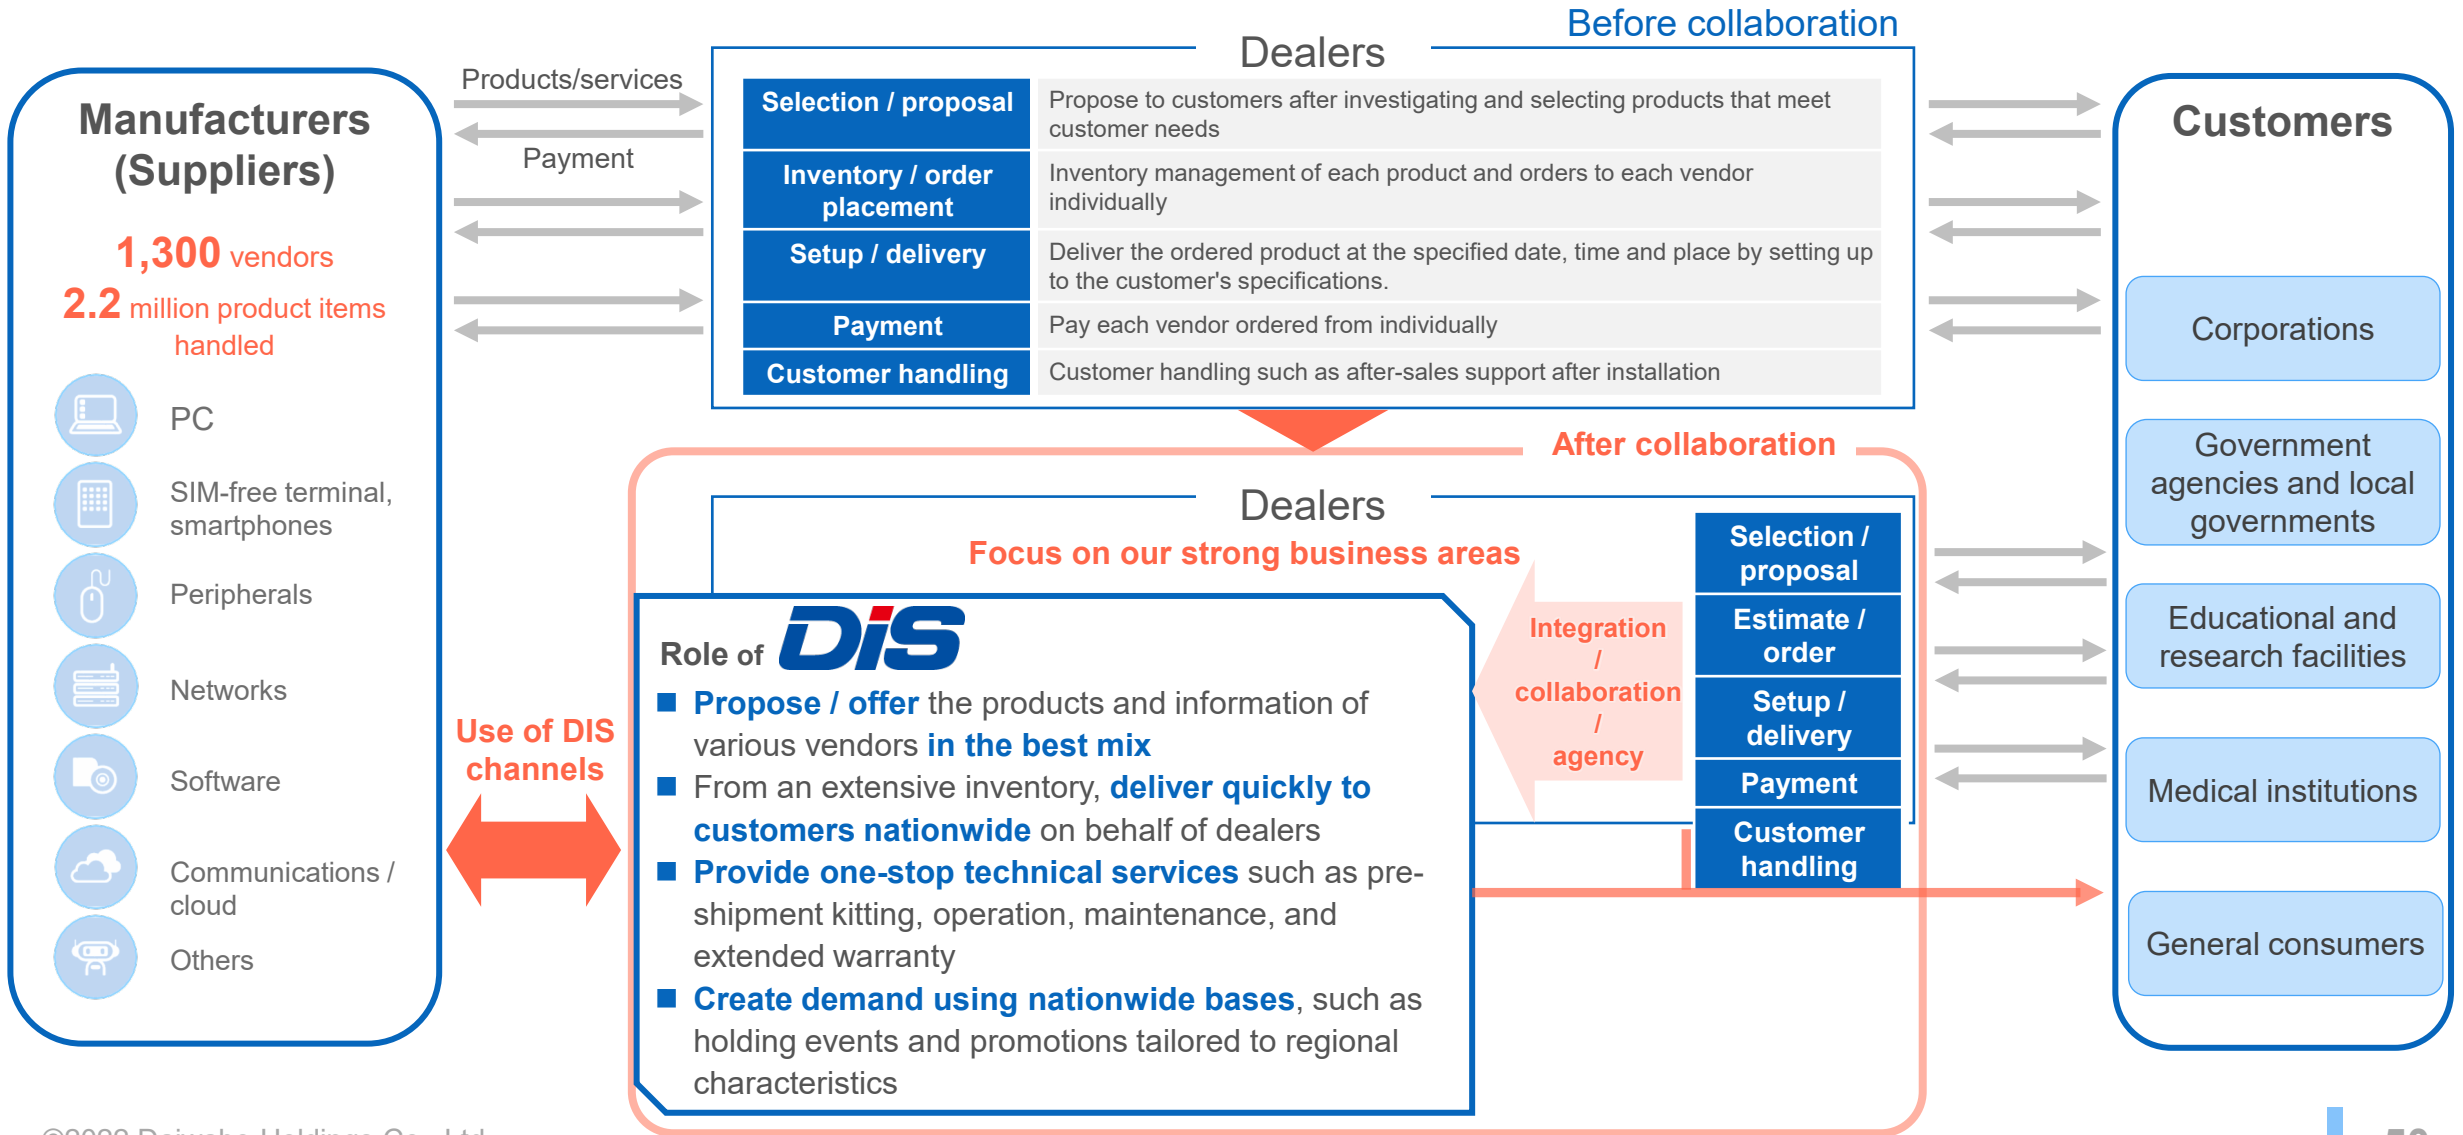 Before collaboration
Manufacturers
(Suppliers)
1,300 vendors
2.2 million product items
handled
PC
SIM-free terminal,
smartphones
Peripherals
Networks
Software
Communications /
cloud
Others
Products/services
Payment
Dealers
Selection / proposal
Propose to customers after investigating and selecting products that meet
customer needs
Inventory / order
placement
Inventory management of each product and orders to each vendor
individually
Setup / delivery
Deliver the ordered product at the specified date, time and place by setting up
to the customer's specifications.
Payment
Pay each vendor ordered from individually
Customer handling
Customer handling such as after-sales support after installation
After collaboration
Dealers
Focus on our strong business areas
Use of DIS
channels
Role of DiS
■ Propose / offer the products and information of
various vendors in the best mix
■ From an extensive inventory, deliver quickly to
customers nationwide on behalf of dealers
■ Provide one-stop technical services such as pre-
shipment kitting, operation, maintenance, and
extended warranty
■ Create demand using nationwide bases, such as
holding events and promotions tailored to regional
characteristics
Integration
/
collaboration
/
agency
Selection /
proposal
Estimate /
order
Setup /
delivery
Payment
Customer
handling
Customers
Corporations
Government
agencies and local
governments
Educational and
research facilities
Medical institutions
General consumers
©2022 Daiwabo Holdings Co., Ltd.